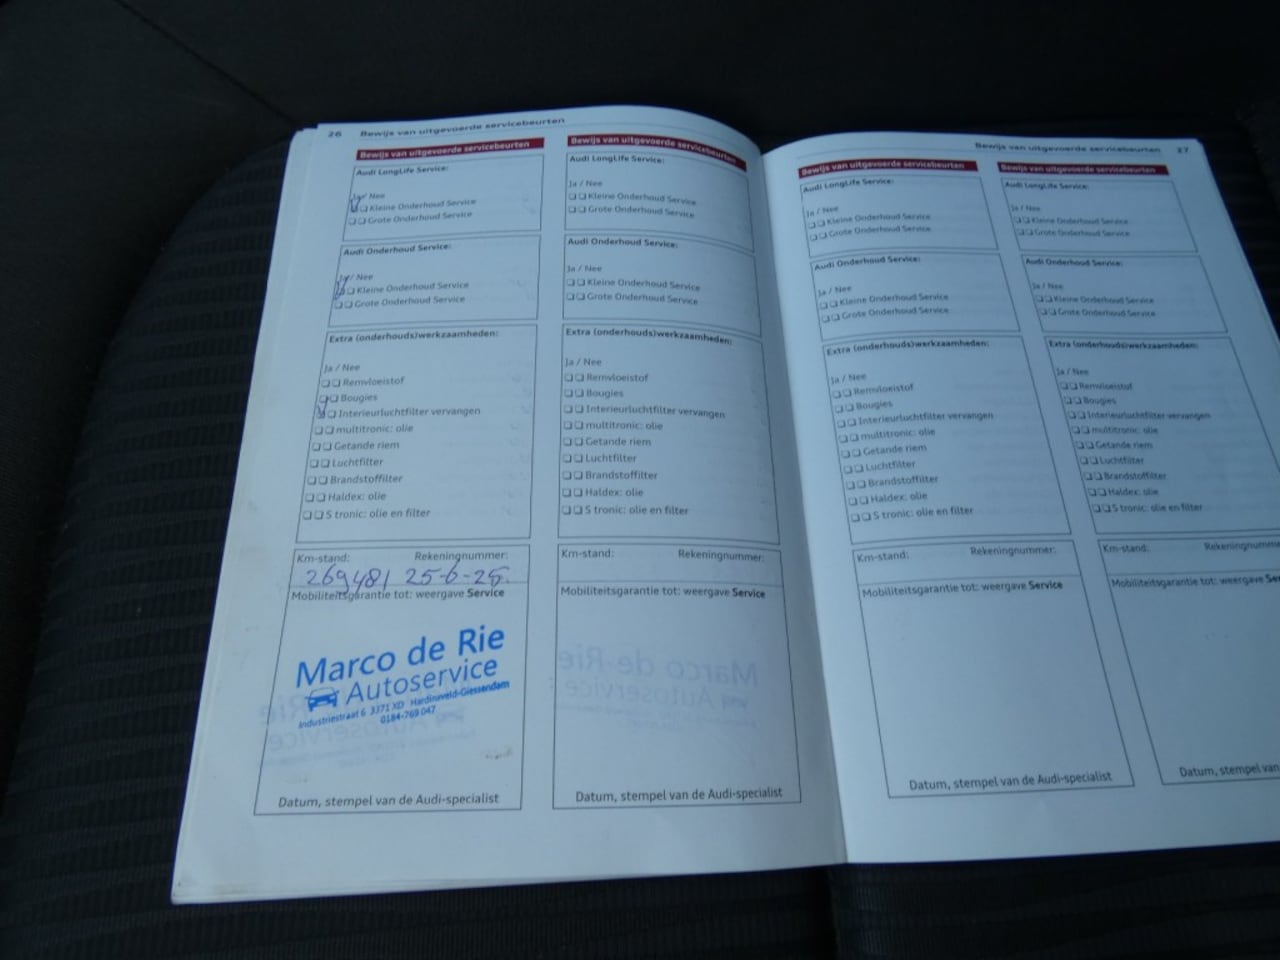 26 Bewijs van uitgevoerde servicebeurten
Bewijs van uitgevoerde servicebeurten
Audi LongLife Service:
Ja / Nee
Kleine Onderhoud Service
Grote Onderhoud Service
Audi Onderhoud Service:
Ja / Nee
Kleine Onderhoud Service
Grote Onderhoud Service
Extra (onderhouds)werkzaamheden:
Ja / Nee
Remvloeistof
Bougies
Interieurluchtfilter vervangen
multitronic: olie
Getande riem
Luchtfilter
Brandstoffilter
Haldex: olie
S tronic: olie en filter
Km-stand: Rekeningnummer:
269481 25-6-25.
Mobiliteitsgarantie tot: weergave Service
Marco de Rie
Autoservice
Industriestraat 6 3371 XD Hardinxveld-Giessendam
0184-769 047
Datum, stempel van de Audi-specialist
Bewijs van uitgevoerde servicebeurten
Audi LongLife Service:
Ja / Nee
Kleine Onderhoud Service
Grote Onderhoud Service
Audi Onderhoud Service:
Ja / Nee
Kleine Onderhoud Service
Grote Onderhoud Service
Extra (onderhouds)werkzaamheden:
Ja / Nee
Remvloeistof
Bougies
Interieurluchtfilter vervangen
multitronic: olie
Getande riem
Luchtfilter
Brandstoffilter
Haldex: olie
S tronic: olie en filter
Km-stand: Rekeningnummer:
Mobiliteitsgarantie tot: weergave Service
Datum, stempel van de Audi-specialist
Bewijs van uitgevoerde servicebeurten 27
Bewijs van uitgevoerde servicebeurten
Audi LongLife Service:
Ja / Nee
Kleine Onderhoud Service
Grote Onderhoud Service
Audi Onderhoud Service:
Ja / Nee
Kleine Onderhoud Service
Grote Onderhoud Service
Extra (onderhouds)werkzaamheden:
Ja / Nee
Remvloeistof
Bougies
Interieurluchtfilter vervangen
multitronic: olie
Getande riem
Luchtfilter
Brandstoffilter
Haldex: olie
S tronic: olie en filter
Km-stand: Rekeningnummer:
Mobiliteitsgarantie tot: weergave Service
Datum, stempel van de Audi-specialist
Bewijs van uitgevoerde servicebeurten
Audi LongLife Service:
Ja / Nee
Kleine Onderhoud Service
Grote Onderhoud Service
Audi Onderhoud Service:
Ja / Nee
Kleine Onderhoud Service
Grote Onderhoud Service
Extra (onderhouds)werkzaamheden:
Ja / Nee
Remvloeistof
Bougies
Interieurluchtfilter vervangen
multitronic: olie
Getande riem
Luchtfilter
Brandstoffilter
Haldex: olie
S tronic: olie en filter
Km-stand: Rekeningnumme
Mobiliteitsgarantie tot: weergave Ser
Datum, stempel van